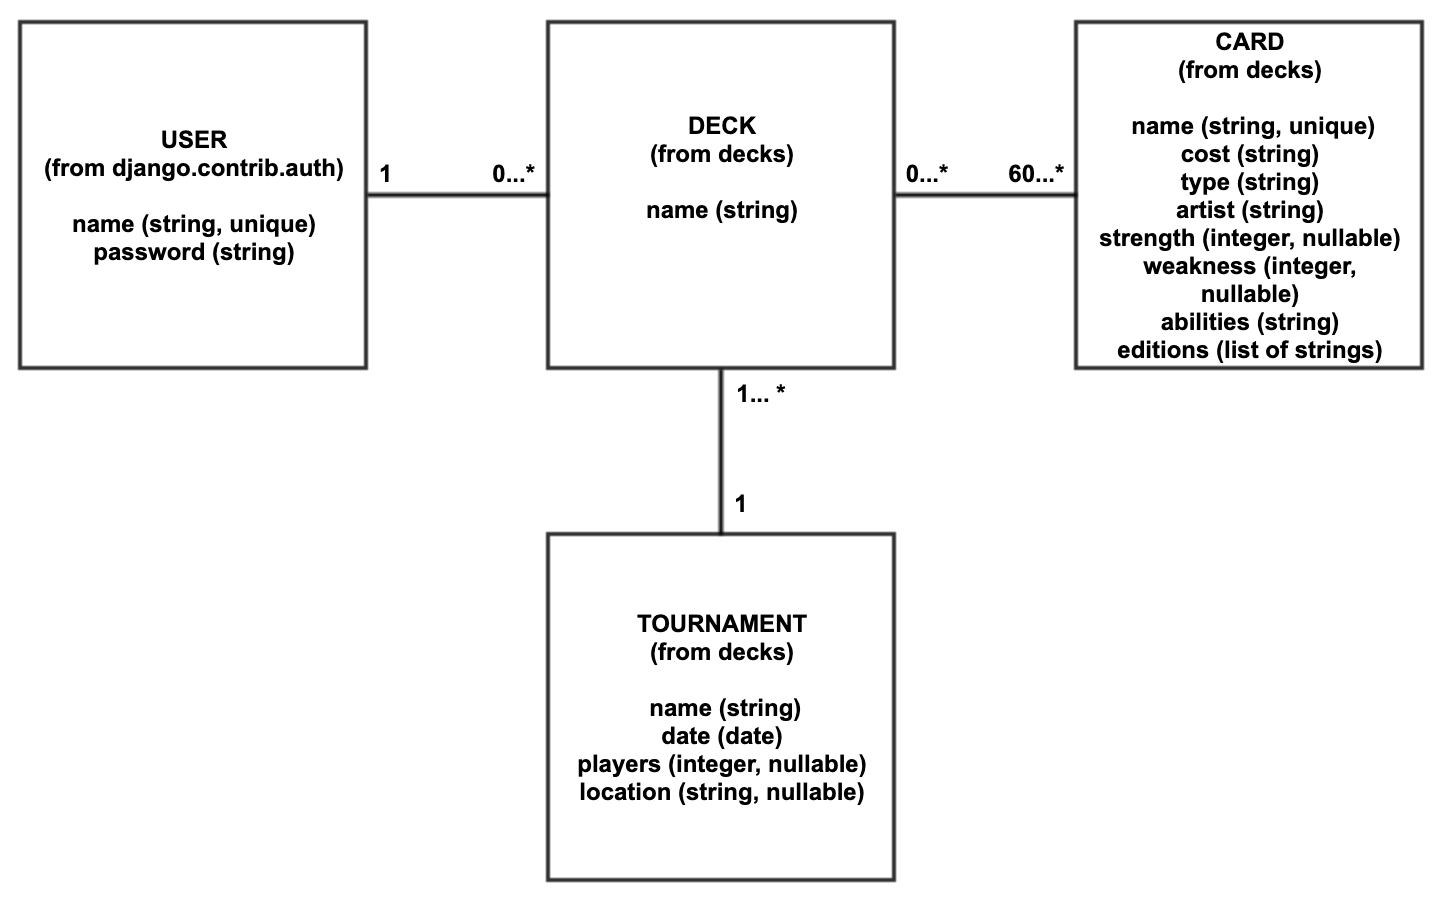 USER
(from django.contrib.auth)
name (string, unique)
password (string)
1
0...*
DECK
(from decks)
name (string)
0...*
60...*
CARD
(from decks)
name (string, unique)
cost (string)
type (string)
artist (string)
strength (integer, nullable)
weakness (integer,
nullable)
abilities (string)
editions (list of strings)
1... *
1
TOURNAMENT
(from decks)
name (string)
date (date)
players (integer, nullable)
location (string, nullable)